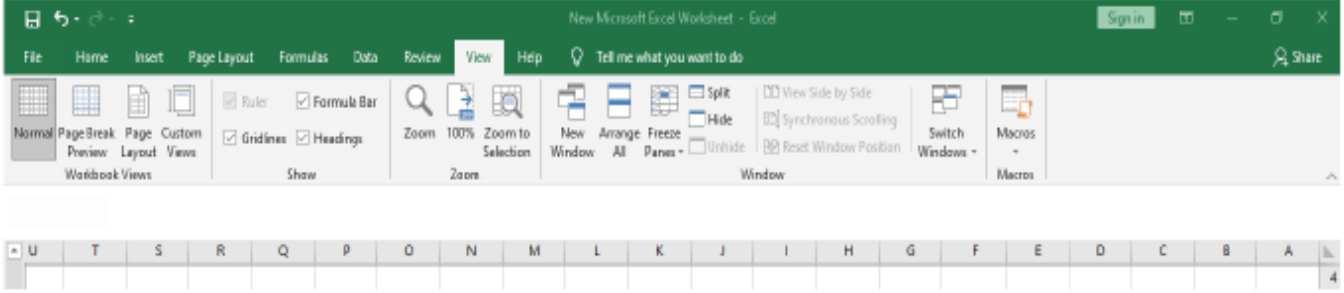 New Microsoft Excel Worksheet - Excel
Sign in
File Home Insert Page Layout Formulas Data Review View Help Tell me what you want to do Share
Ruler Formula Bar
Gridlines Headings
Normal Page Break Preview Page Layout Custom Views
Zoom 100% Zoom to Selection
New Window Arrange All Freeze Panes
Split
Hide
Unhide
View Side by Side
Synchronous Scrolling
Reset Window Position
Switch Windows
Macros
Workbook Views Show Zoom Window Macros
U T S R Q P O N M L K J I H G F E D C B A
4